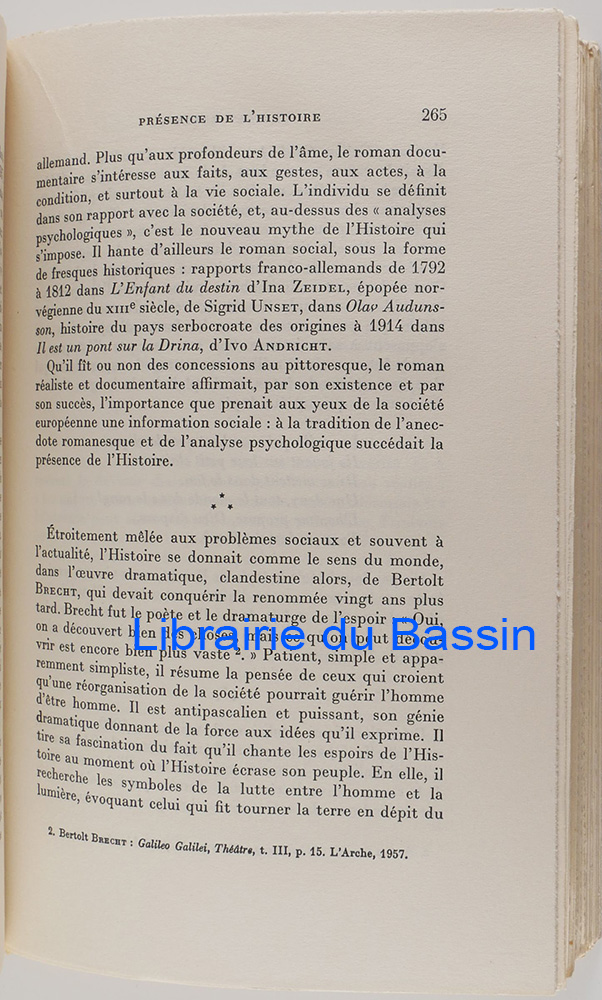 PRÉSENCE DE L'HISTOIRE 265
allemand. Plus qu'aux profondeurs de l'âme, le roman docu-
mentaire s'intéresse aux faits, aux gestes, aux actes, à la
condition, et surtout à la vie sociale. L'individu se définit
dans son rapport avec la société, et, au-dessus des « analyses
psychologiques », c'est le nouveau mythe de l'Histoire qui
s'impose. Il hante d'ailleurs le roman social, sous la forme
de fresques historiques : rapports franco-allemands de 1792
à 1812 dans L'Enfant du destin d'Ina ZEIDEL, épopée nor-
végienne du XIIIe siècle, de Sigrid UNSET, dans Olav Auduns-
son, histoire du pays serbocroate des origines à 1914 dans
Il est un pont sur la Drina, d'Ivo ANDRICHT.
Qu'il fît ou non des concessions au pittoresque, le roman
réaliste et documentaire affirmait, par son existence et par
son succès, l'importance que prenait aux yeux de la société
européenne une information sociale : à la tradition de l'anec-
dote romanesque et de l'analyse psychologique succédait la
présence de l'Histoire.
Étroitement mêlée aux problèmes sociaux et souvent à
l'actualité, l'Histoire se donnait comme le sens du monde,
dans l'œuvre dramatique, clandestine alors, de Bertolt
BRECHT, qui devait conquérir la renommée vingt ans plus
tard. Brecht fut le poète et le dramaturge de l'espoir : « Oui,
on a découvert bien des choses, mais ce qu'on peut décou-
vrir est encore bien plus vaste 2. » Patient, simple et appa-
remment simpliste, il résume la pensée de ceux qui croient
qu'une réorganisation de la société pourrait guérir l'homme
d'être homme. Il est antipascalien et puissant, son génie
dramatique donnant de la force aux idées qu'il exprime. Il
tire sa fascination du fait qu'il chante les espoirs de l'His-
toire au moment où l'Histoire écrase son peuple. En elle, il
recherche les symboles de la lutte entre l'homme et la
lumière, évoquant celui qui fit tourner la terre en dépit du
2. Bertolt BRECHT : Galileo Galilei, Théâtre, t. III, p. 15. L'Arche, 1957.
Librairie du Bassin